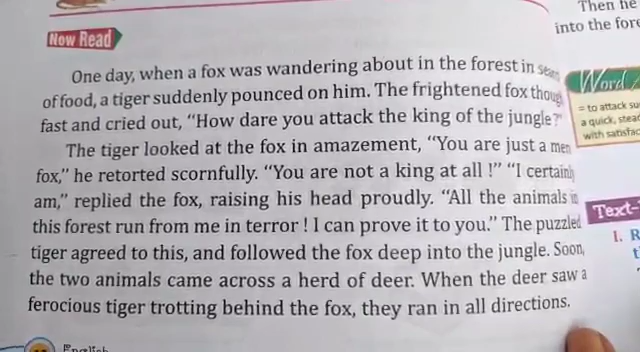 Now Read
One day, when a fox was wandering about in the forest in
of food, a tiger suddenly pounced on him. The frightened fox
fast and cried out, “How dare you attack the king of the jungle ?”
The tiger looked at the fox in amazement, “You are just a
fox,” he retorted scornfully. “You are not a king at all !” “I certainly
am,” replied the fox, raising his head proudly. “All the animals in
this forest run from me in terror ! I can prove it to you.” The puzzled
tiger agreed to this, and followed the fox deep into the jungle. Soon,
the two animals came across a herd of deer. When the deer saw a
ferocious tiger trotting behind the fox, they ran in all directions.
English
Then he
into the
Word
= to attack
a quick,
with
Text-
1.